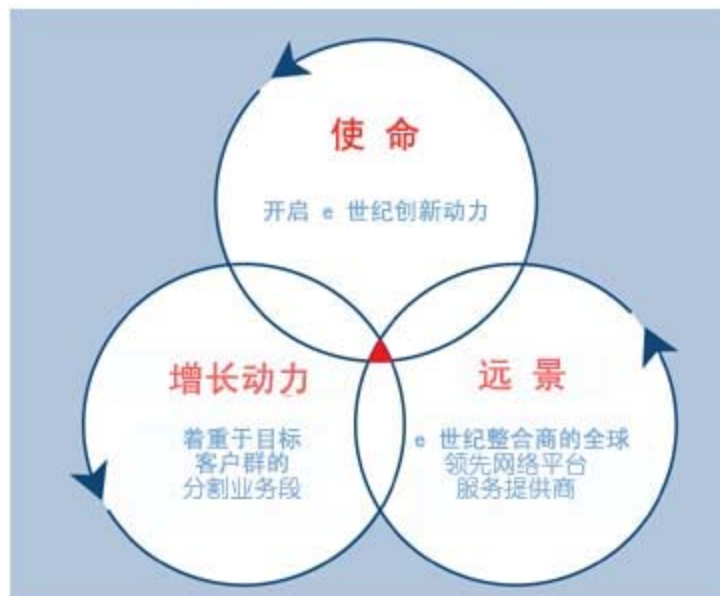 使 命
开启 e 世纪创新动力
增长动力
着重于目标
客户群的
分割业务段
远 景
e 世纪整合商的全球
领先网络平台
服务提供商